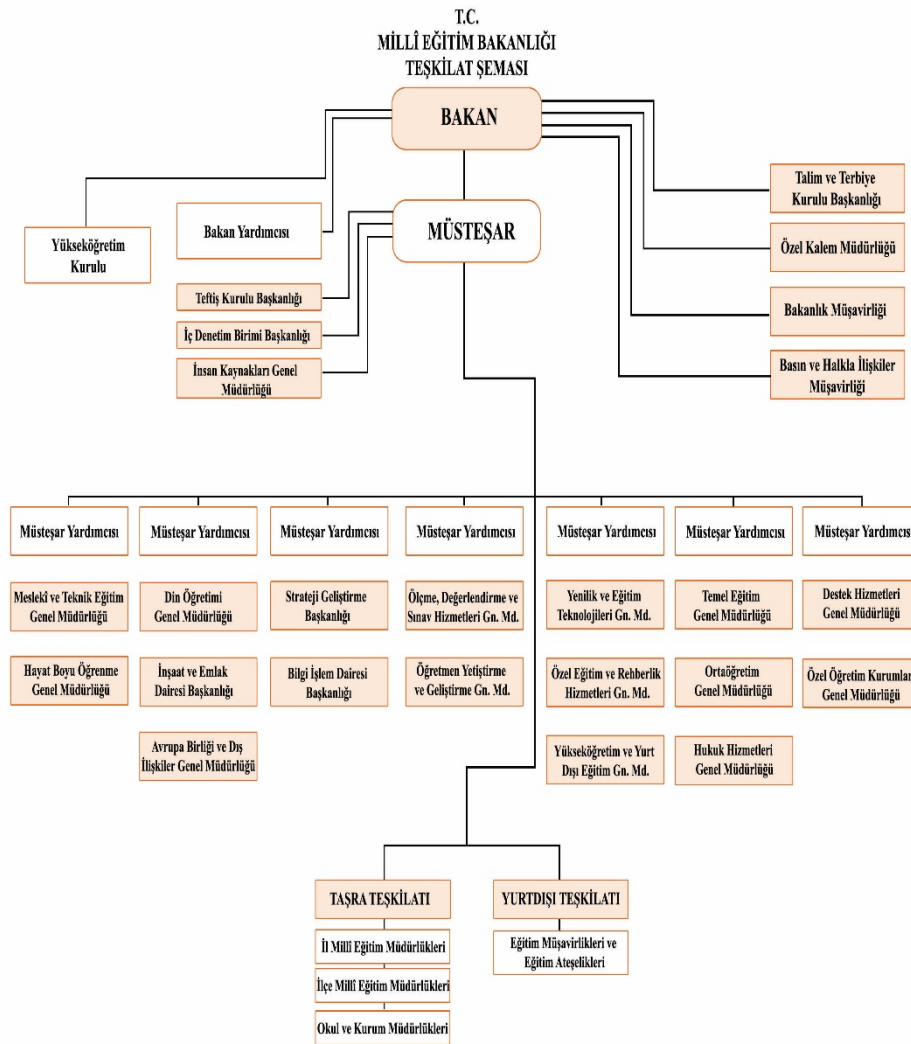 T.C.
MİLLÎ EĞİTİM BAKANLIĞI
TEŞKİLAT ŞEMASI
BAKAN
Yükseköğretim
Kurulu
Bakan Yardımcısı
MÜSTEŞAR
Talim ve Terbiye
Kurulu Başkanlığı
Özel Kalem Müdürlüğü
Bakanlık Müşavirliği
Basın ve Halkla İlişkiler
Müşavirliği
Teftiş Kurulu Başkanlığı
İç Denetim Birimi Başkanlığı
İnsan Kaynakları Genel
Müdürlüğü
Müsteşar Yardımcısı
Müsteşar Yardımcısı
Müsteşar Yardımcısı
Müsteşar Yardımcısı
Müsteşar Yardımcısı
Müsteşar Yardımcısı
Müsteşar Yardımcısı
Meslekî ve Teknik Eğitim
Genel Müdürlüğü
Din Öğretimi
Genel Müdürlüğü
Strateji Geliştirme
Başkanlığı
Ölçme, Değerlendirme ve
Sınav Hizmetleri Gn. Md.
Yenilik ve Eğitim
Teknolojileri Gn. Md.
Temel Eğitim
Genel Müdürlüğü
Destek Hizmetleri
Genel Müdürlüğü
Hayat Boyu Öğrenme
Genel Müdürlüğü
İnşaat ve Emlak
Dairesi Başkanlığı
Bilgi İşlem Dairesi
Başkanlığı
Öğretmen Yetiştirme
ve Geliştirme Gn. Md.
Özel Eğitim ve Rehberlik
Hizmetleri Gn. Md.
Ortaöğretim
Genel Müdürlüğü
Özel Öğretim Kurumlar
Genel Müdürlüğü
Avrupa Birliği ve Dış
İlişkiler Genel Müdürlüğü
Yükseköğretim ve Yurt
Dışı Eğitim Gn. Md.
Hukuk Hizmetleri
Genel Müdürlüğü
TAŞRA TEŞKİLATI
İl Millî Eğitim Müdürlükleri
İlçe Millî Eğitim Müdürlükleri
Okul ve Kurum Müdürlükleri
YURTDIŞI TEŞKİLATI
Eğitim Müşavirlikleri ve
Eğitim Ateşelikleri